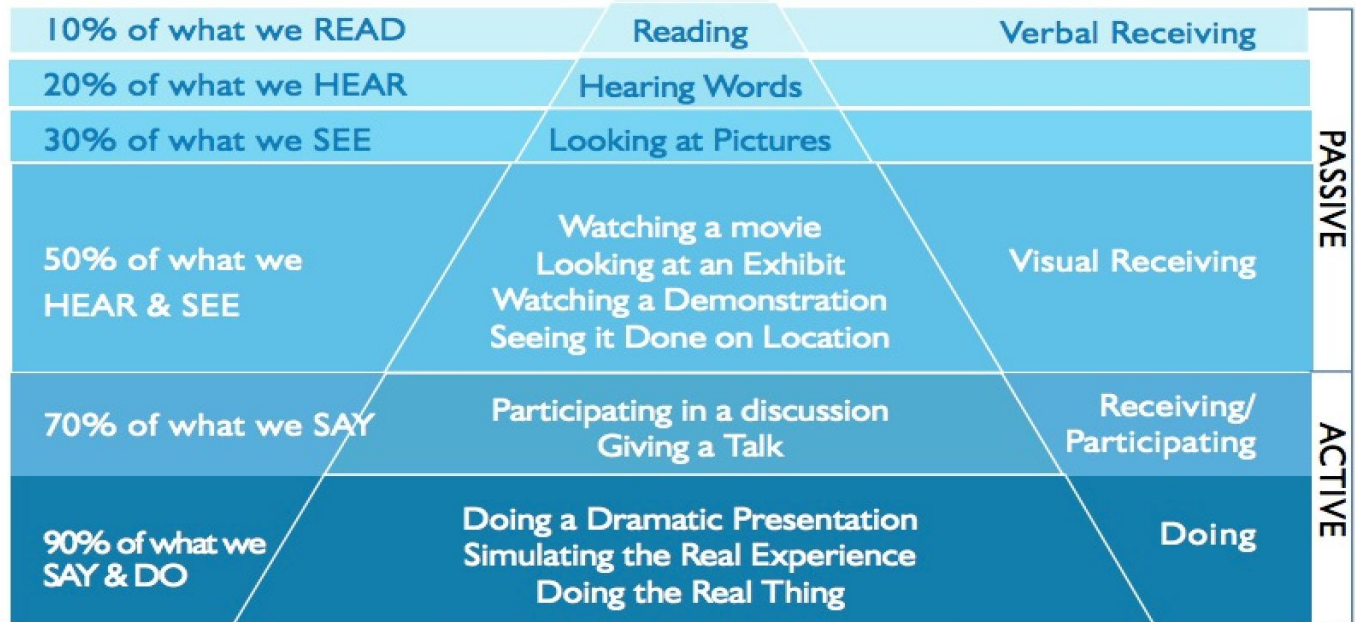 10% of what we READ
Reading
Verbal Receiving
20% of what we HEAR
Hearing Words
30% of what we SEE
Looking at Pictures
50% of what we
HEAR & SEE
Watching a movie
Looking at an Exhibit
Watching a Demonstration
Seeing it Done on Location
Visual Receiving
PASSIVE
70% of what we SAY
Participating in a discussion
Giving a Talk
Receiving/
Participating
90% of what we
SAY & DO
Doing a Dramatic Presentation
Simulating the Real Experience
Doing the Real Thing
Doing
ACTIVE